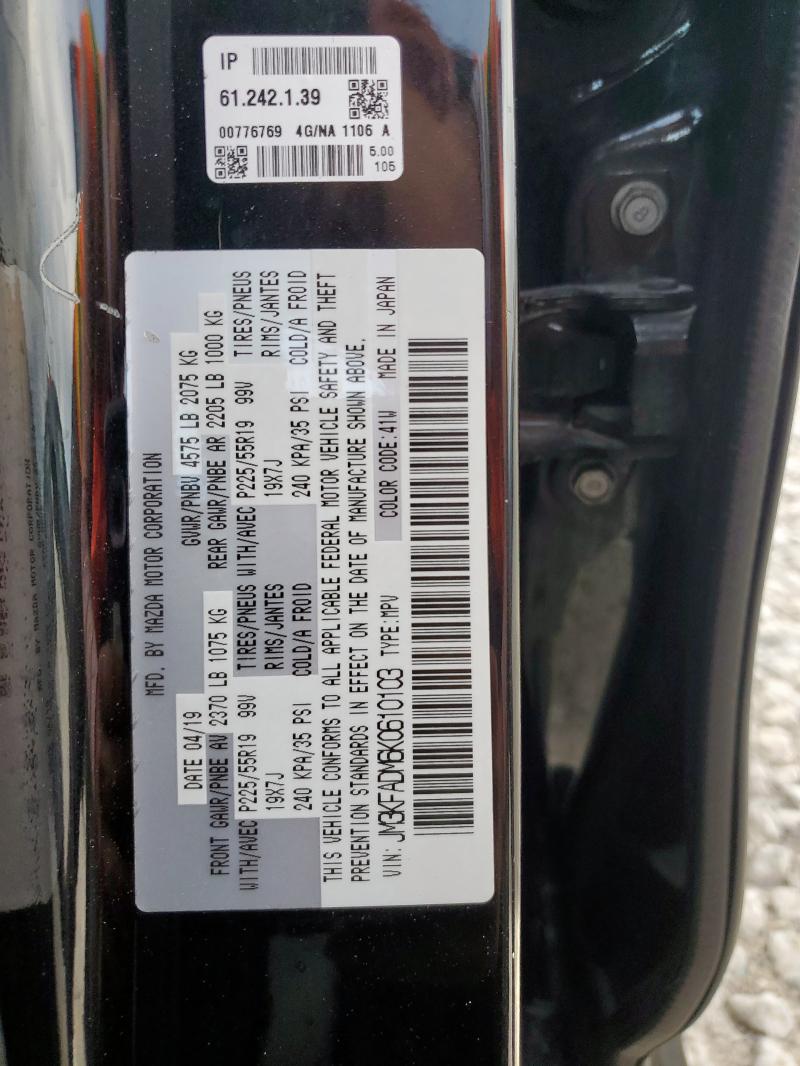 IP
61.242.1.39
00776769 4G/NA 1106 A
5.00
105
MFD. BY MAZDA MOTOR CORPORATION
DATE 04/19 GVWR/PNBV 4575 LB 2075 KG
FRONT GAWR/PNBE AV 2370 LB 1075 KG REAR GAWR/PNBE AR 2205 LB 1000 KG
WITH/AVEC P225/55R19 99V TIRES/PNEUS WITH/AVEC P225/55R19 99V TIRES/PNEUS
19X7J RIMS/JANTES 19X7J RIMS/JANTES
240 KPA/35 PSI COLD/A FROID 240 KPA/35 PSI COLD/A FROID
THIS VEHICLE CONFORMS TO ALL APPLICABLE FEDERAL MOTOR VEHICLE SAFETY AND THEFT
PREVENTION STANDARDS IN EFFECT ON THE DATE OF MANUFACTURE SHOWN ABOVE.
VIN: JM3KFADM6K0610103 TYPE:MPV COLOR CODE:41W MADE IN JAPAN